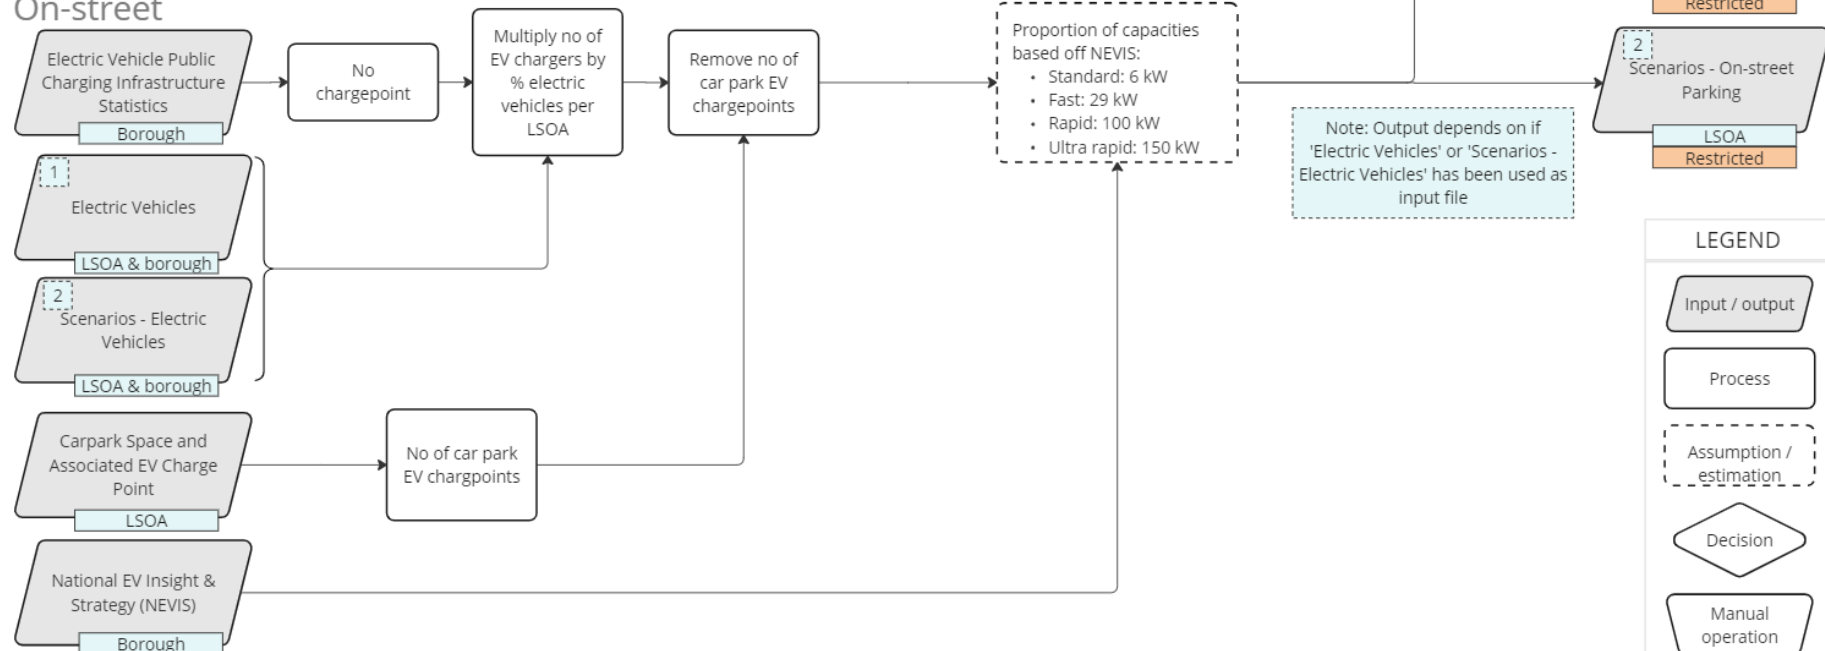 On-street
Electric Vehicle Public
Charging Infrastructure
Statistics
Borough
No
chargepoint
Multiply no of
EV chargers by
% electric
vehicles per
LSOA
Remove no of
car park EV
chargepoints
Proportion of capacities
based off NEVIS:
• Standard: 6 kW
• Fast: 29 kW
• Rapid: 100 kW
• Ultra rapid: 150 kW
Restricted
2
Scenarios - On-street
Parking
LSOA
Restricted
Note: Output depends on if
'Electric Vehicles' or 'Scenarios -
Electric Vehicles' has been used as
input file
1
Electric Vehicles
LSOA & borough
2
Scenarios - Electric
Vehicles
LSOA & borough
Carpark Space and
Associated EV Charge
Point
LSOA
No of car park
EV chargpoints
National EV Insight &
Strategy (NEVIS)
Borough
LEGEND
Input / output
Process
Assumption /
estimation
Decision
Manual
operation